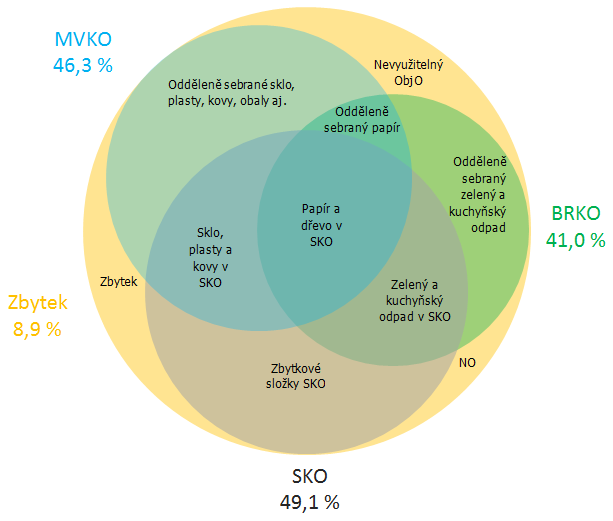 MVKO
46,3 %
Nevyužitelný
ObjO
Odděleně sebrané sklo,
plasty, kovy, obaly aj.
Odděleně
sebraný papír
Odděleně
sebraný
zelený a
kuchyňský
odpad
BRKO
41,0 %
Papír a
dřevo v
SKO
Sklo,
plasty a
kovy v
SKO
Zbytek
Zelený a
kuchyňský
odpad v SKO
Zbytek
8,9 %
NO
Zbytkové
složky SKO
SKO
49,1 %